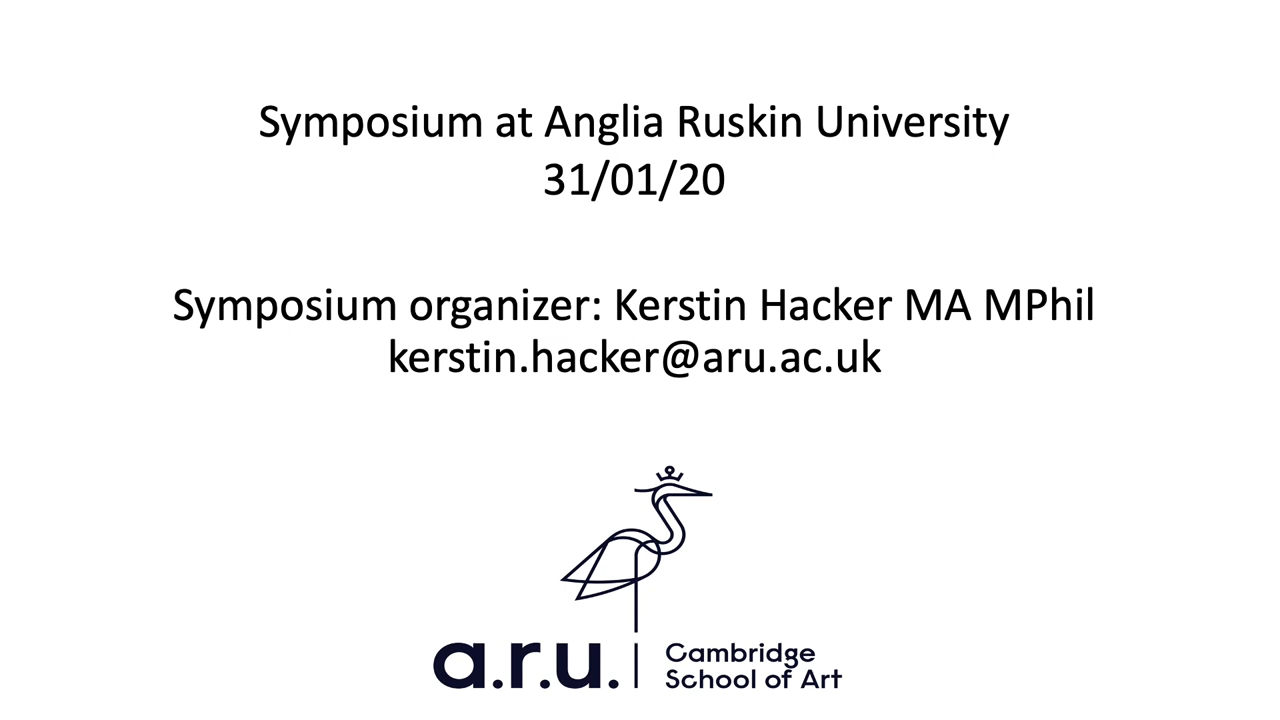 Symposium at Anglia Ruskin University
31/01/20
Symposium organizer: Kerstin Hacker MA MPhil
kerstin.hacker@aru.ac.uk
a.r.u.
Cambridge
School of Art